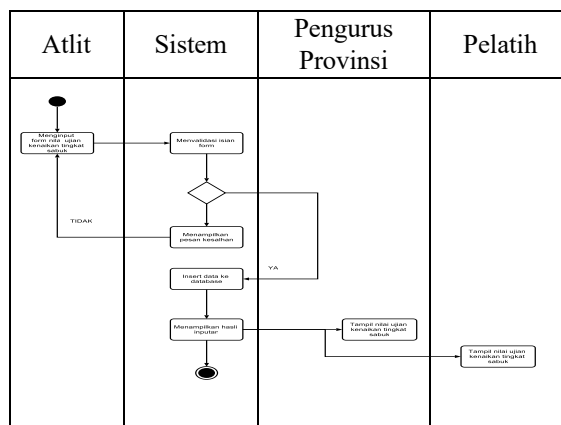 Atlit
Sistem
Pengurus
Provinsi
Pelatih
Menginput
form nila ujian
kenaikan tingkat
sabuk
Menvalidasi isian
form
TIDAK
Menampilkan
pesan kesalhan
YA
Insert data ke
database
Menampilkan hasil
inputan
Tampil nilai ujian
kenaikan tingkat
sabuk
Tampil nilai ujian
kenaikan tingkat
sabuk